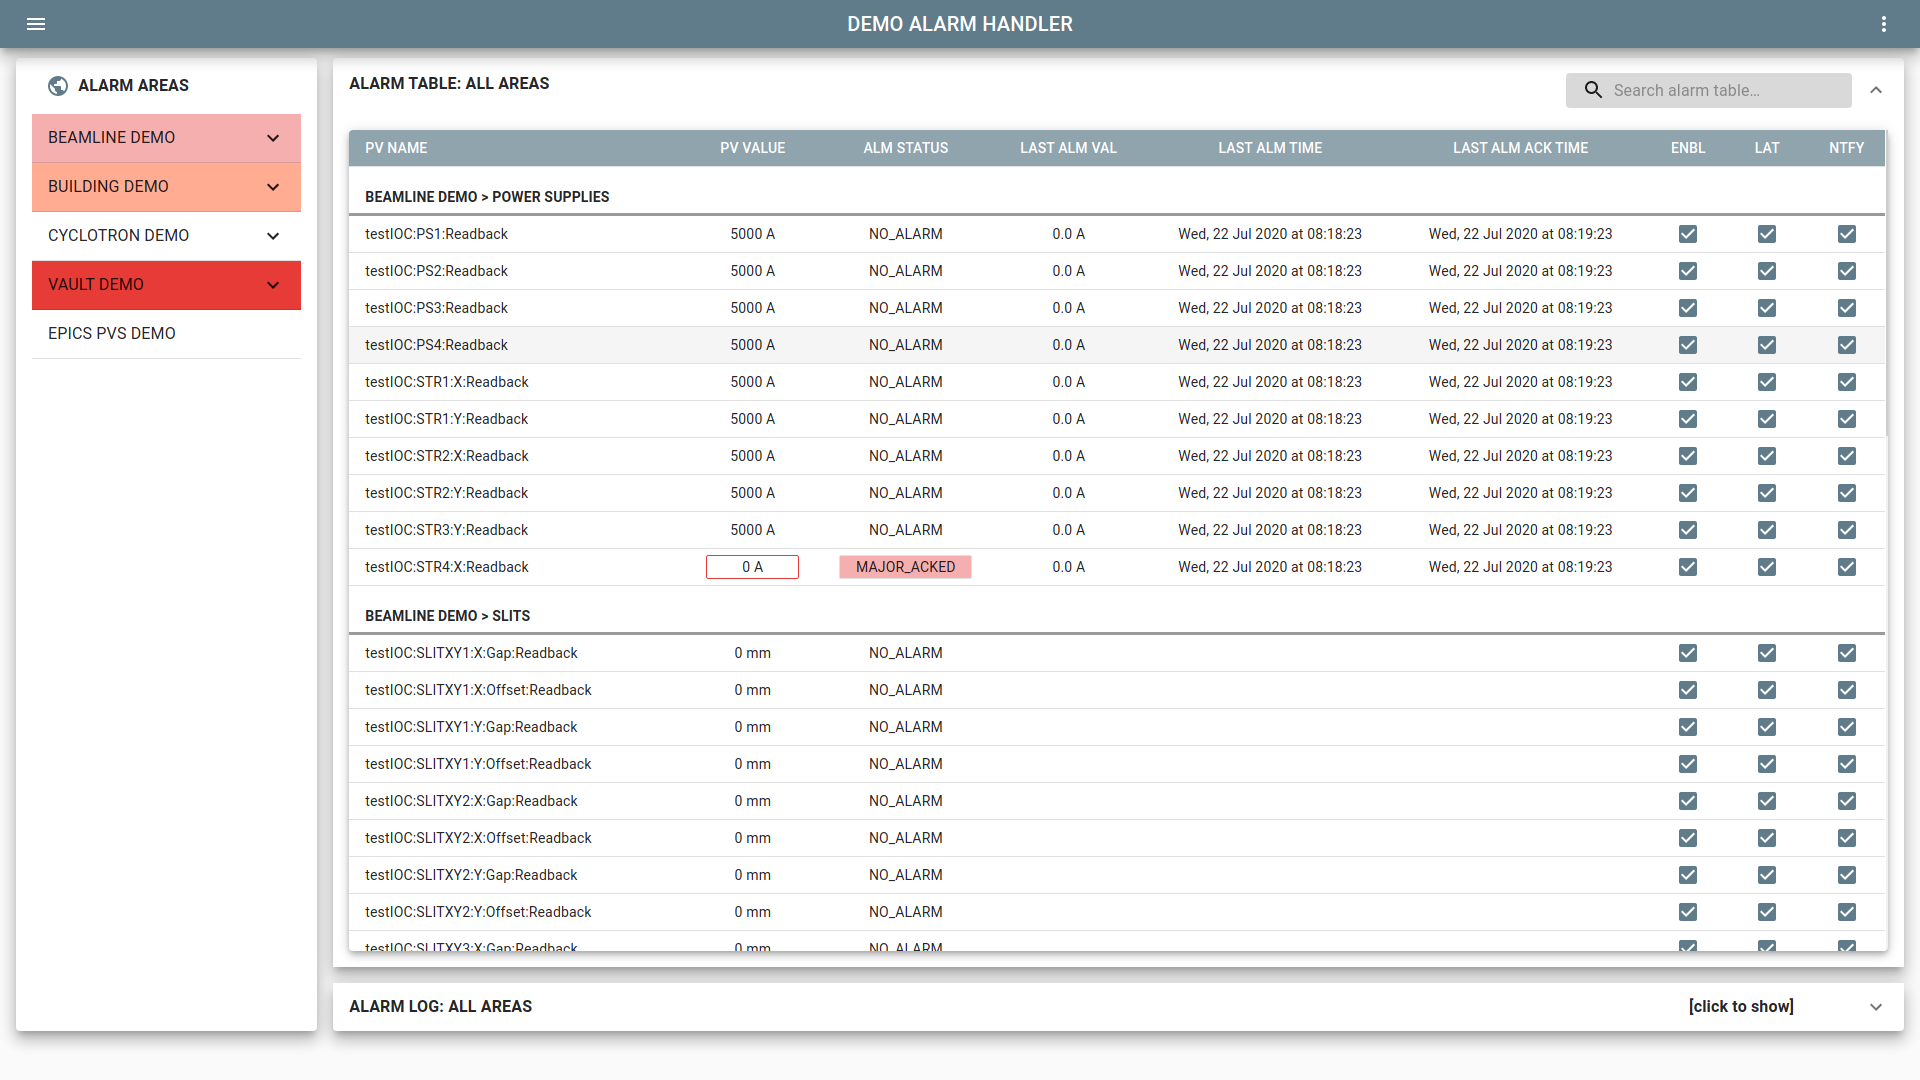 DEMO ALARM HANDLER
ALARM AREAS
BEAMLINE DEMO
BUILDING DEMO
CYCLOTRON DEMO
VAULT DEMO
EPICS PVS DEMO
ALARM TABLE: ALL AREAS
Search alarm table...
PV NAME PV VALUE ALM STATUS LAST ALM VAL LAST ALM TIME LAST ALM ACK TIME ENBL LAT NTFY
BEAMLINE DEMO > POWER SUPPLIES
testIOC:PS1:Readback 5000 A NO_ALARM 0.0 A Wed, 22 Jul 2020 at 08:18:23 Wed, 22 Jul 2020 at 08:19:23
testIOC:PS2:Readback 5000 A NO_ALARM 0.0 A Wed, 22 Jul 2020 at 08:18:23 Wed, 22 Jul 2020 at 08:19:23
testIOC:PS3:Readback 5000 A NO_ALARM 0.0 A Wed, 22 Jul 2020 at 08:18:23 Wed, 22 Jul 2020 at 08:19:23
testIOC:PS4:Readback 5000 A NO_ALARM 0.0 A Wed, 22 Jul 2020 at 08:18:23 Wed, 22 Jul 2020 at 08:19:23
testIOC:STR1:X:Readback 5000 A NO_ALARM 0.0 A Wed, 22 Jul 2020 at 08:18:23 Wed, 22 Jul 2020 at 08:19:23
testIOC:STR1:Y:Readback 5000 A NO_ALARM 0.0 A Wed, 22 Jul 2020 at 08:18:23 Wed, 22 Jul 2020 at 08:19:23
testIOC:STR2:X:Readback 5000 A NO_ALARM 0.0 A Wed, 22 Jul 2020 at 08:18:23 Wed, 22 Jul 2020 at 08:19:23
testIOC:STR2:Y:Readback 5000 A NO_ALARM 0.0 A Wed, 22 Jul 2020 at 08:18:23 Wed, 22 Jul 2020 at 08:19:23
testIOC:STR3:Y:Readback 5000 A NO_ALARM 0.0 A Wed, 22 Jul 2020 at 08:18:23 Wed, 22 Jul 2020 at 08:19:23
testIOC:STR4:X:Readback 0 A MAJOR_ACKED 0.0 A Wed, 22 Jul 2020 at 08:18:23 Wed, 22 Jul 2020 at 08:19:23
BEAMLINE DEMO > SLITS
testIOC:SLITXY1:X:Gap:Readback 0 mm NO_ALARM
testIOC:SLITXY1:X:Offset:Readback 0 mm NO_ALARM
testIOC:SLITXY1:Y:Gap:Readback 0 mm NO_ALARM
testIOC:SLITXY1:Y:Offset:Readback 0 mm NO_ALARM
testIOC:SLITXY2:X:Gap:Readback 0 mm NO_ALARM
testIOC:SLITXY2:X:Offset:Readback 0 mm NO_ALARM
testIOC:SLITXY2:Y:Gap:Readback 0 mm NO_ALARM
testIOC:SLITXY2:Y:Offset:Readback 0 mm NO_ALARM
testIOC:SLITXY3:X:Gap:Readback 0 mm NO_ALARM
ALARM LOG: ALL AREAS [click to show]